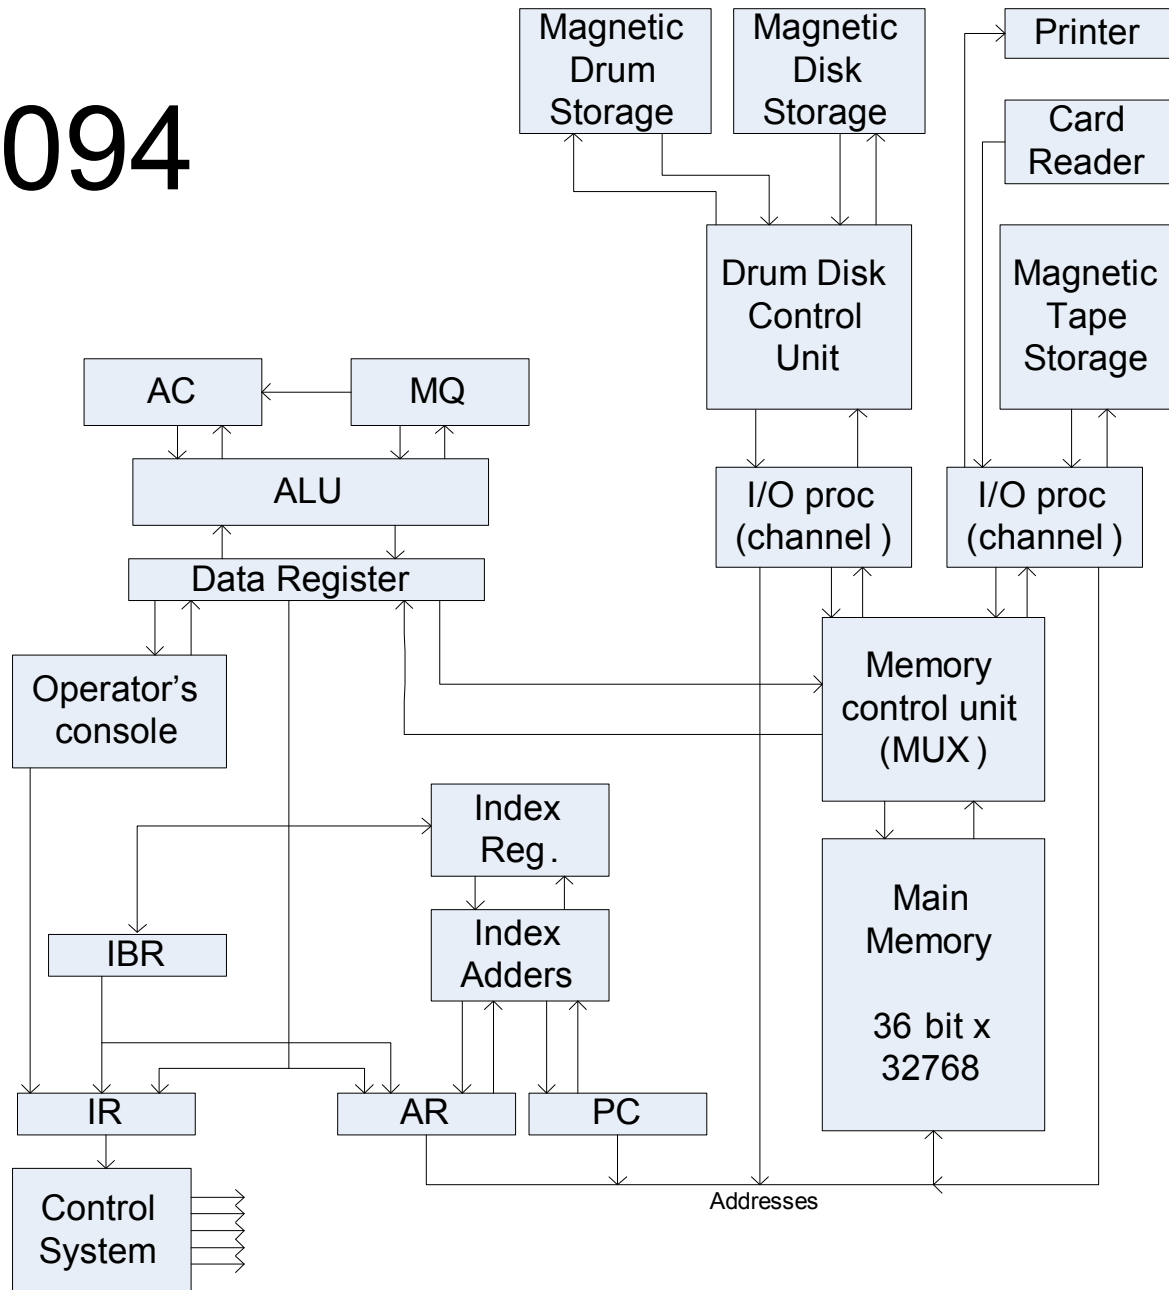 094
Magnetic
Drum
Storage
Magnetic
Disk
Storage
Printer
Card
Reader
Drum Disk
Control
Unit
Magnetic
Tape
Storage
AC
MQ
ALU
I/O proc
(channel )
I/O proc
(channel )
Data Register
Operator's
console
Memory
control unit
(MUX )
Index
Reg .
Main
Memory
36 bit x
32768
IBR
Index
Adders
IR
AR
PC
Addresses
Control
System